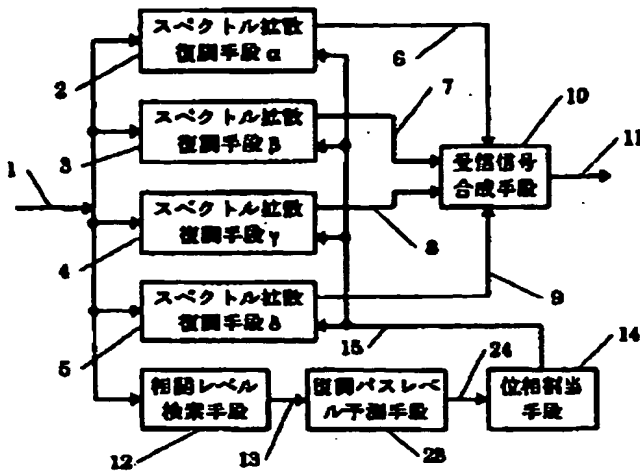 スペクトル拡散
復調手段α
2
6
スペクトル拡散
復調手段β
3
7
10
受信信号
合成手段
11
1
スペクトル拡散
復調手段γ
4
8
スペクトル拡散
復調手段δ
5
9
15
14
相関レベル
検索手段
12
13
復調パスレベ
ル予測手段
23
24
位相割当
手段